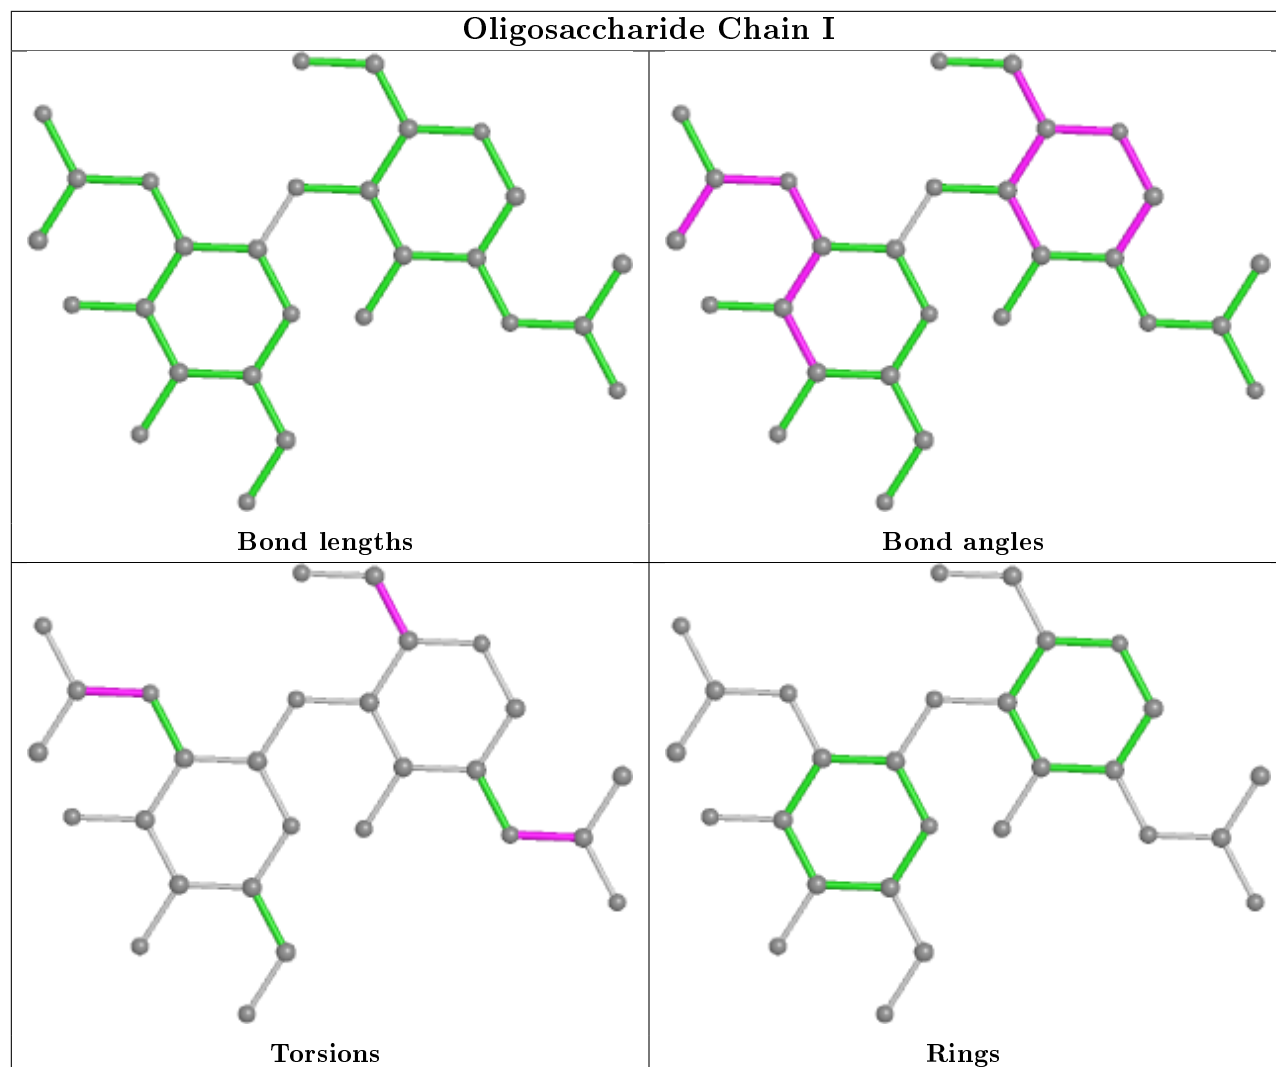 Oligosaccharide Chain I
Bond lengths
Bond angles
Torsions
Rings